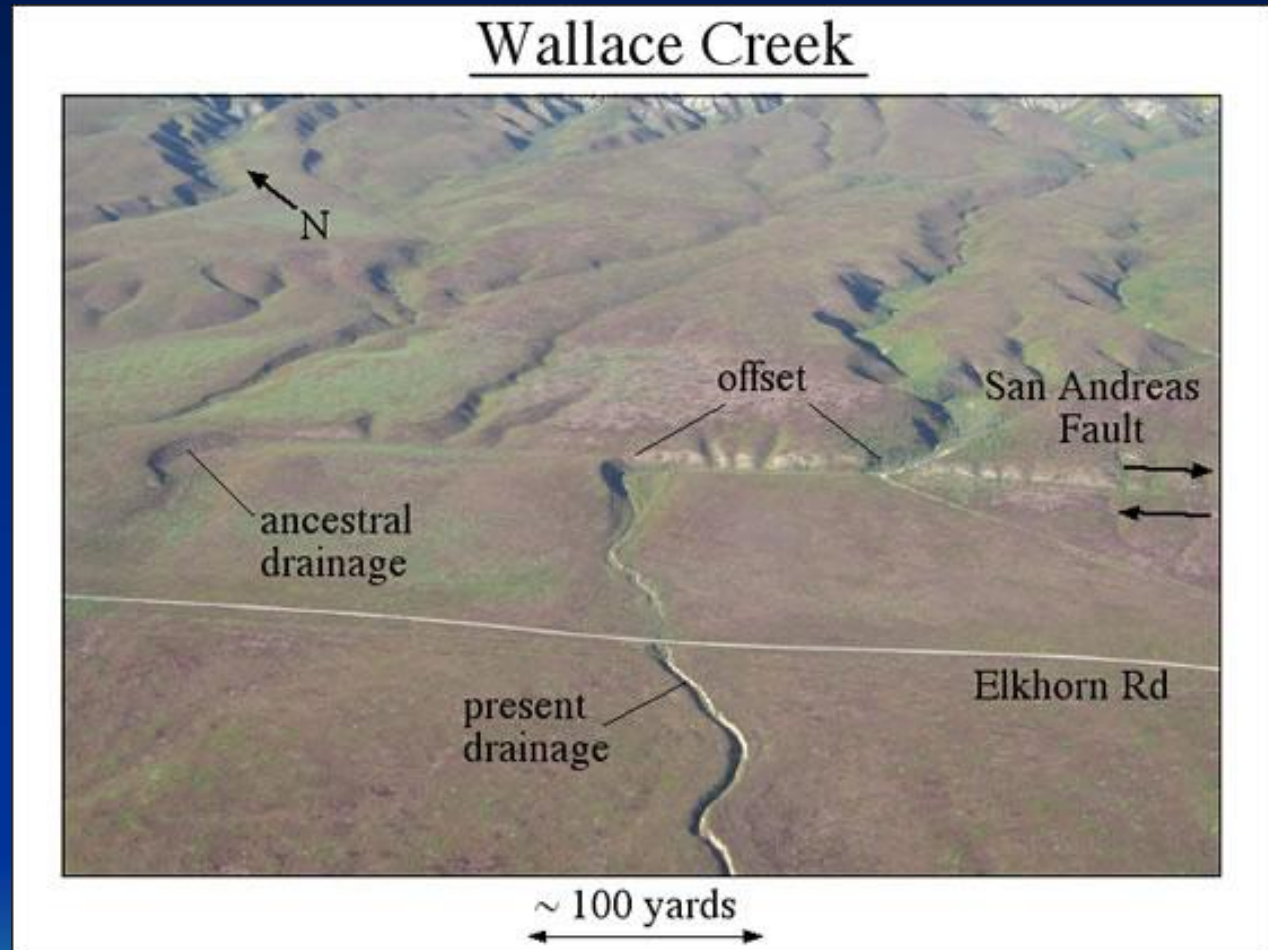 Wallace Creek
N
offset
San Andreas
Fault
ancestral
drainage
Elkhorn Rd
present
drainage
~ 100 yards